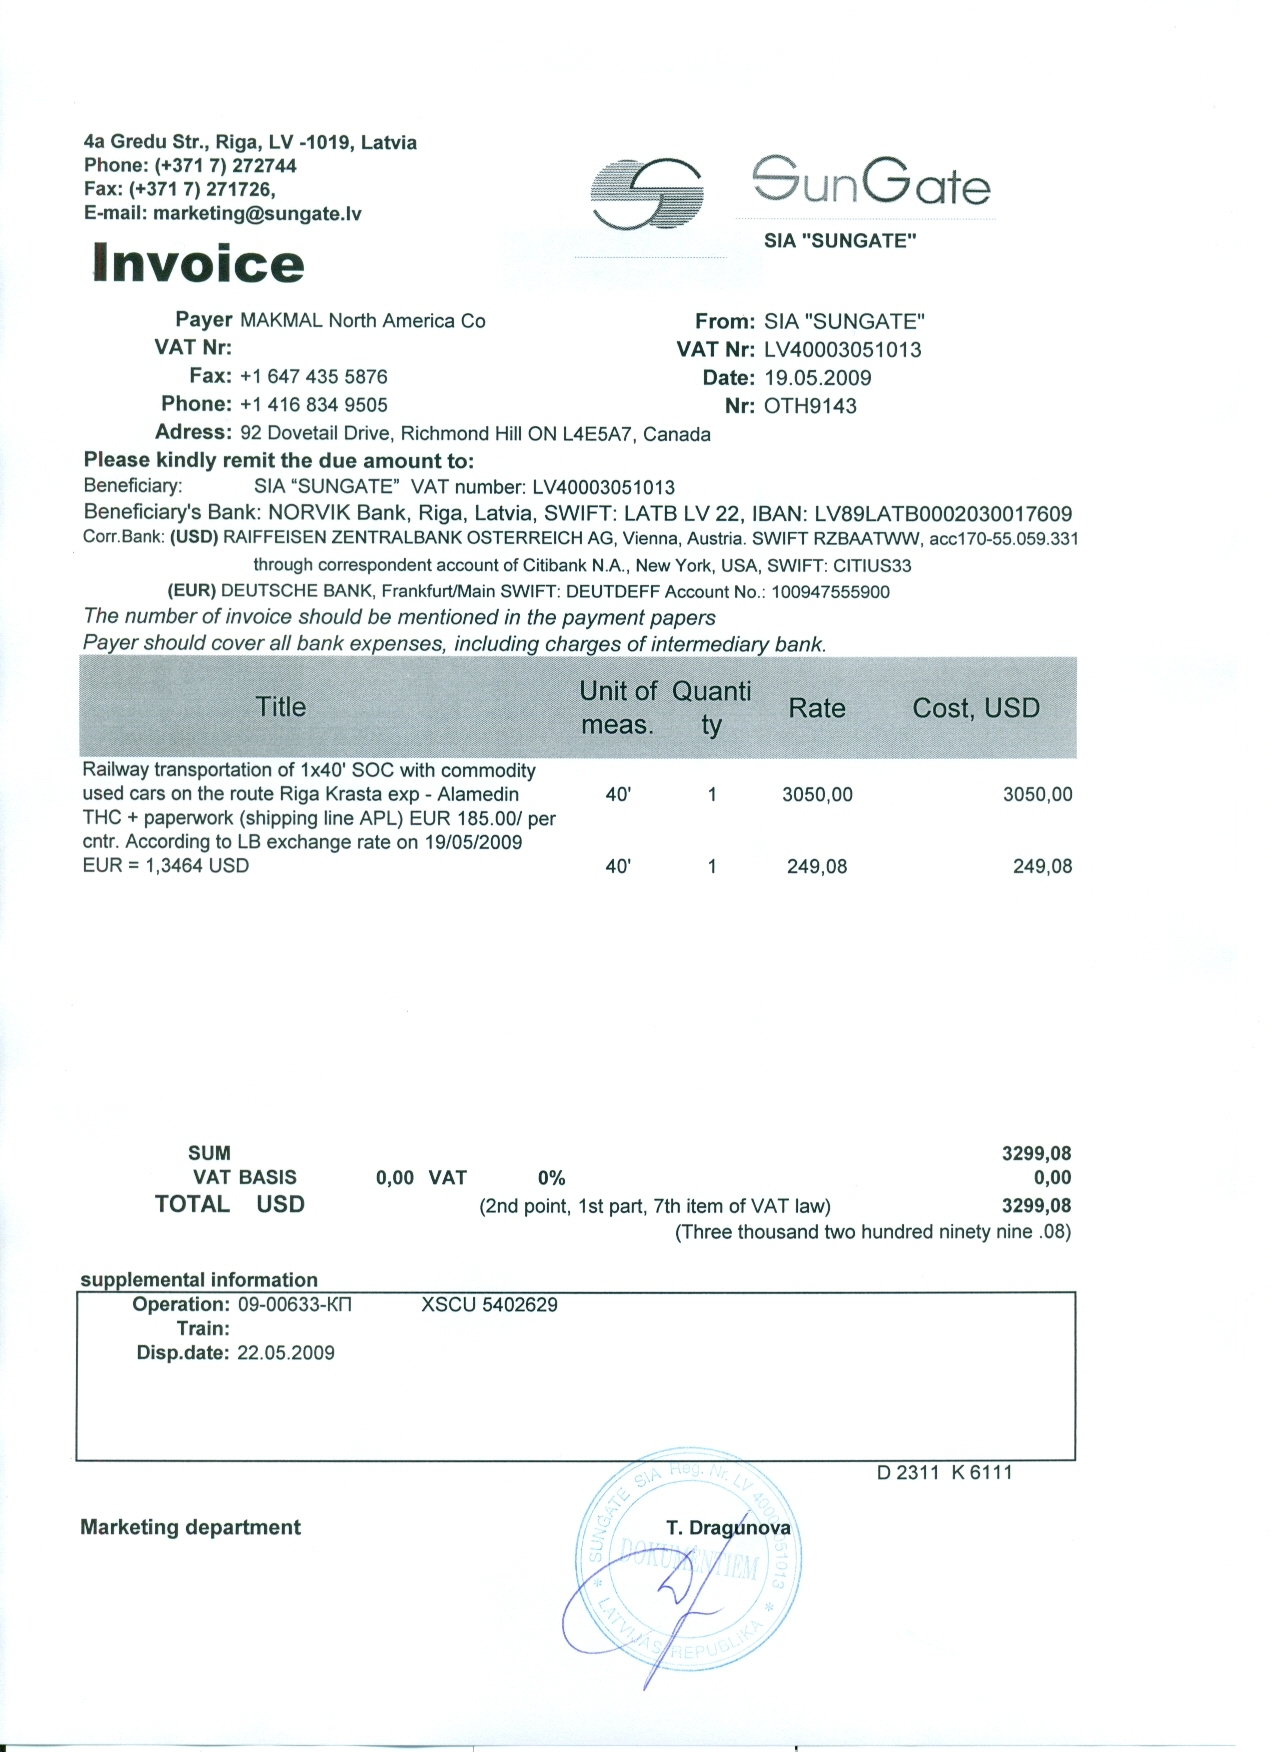 4a Gredu Str., Riga, LV -1019, Latvia
Phone: (+371 7) 272744
Fax: (+371 7) 271726,
E-mail: marketing@sungate.lv
SunGate
SIA "SUNGATE"
Invoice
Payer MAKMAL North America Co
From: SIA "SUNGATE"
VAT Nr:
VAT Nr: LV40003051013
Fax: +1 647 435 5876
Date: 19.05.2009
Phone: +1 416 834 9505
Nr: OTH9143
Adress: 92 Dovetail Drive, Richmond Hill ON L4E5A7, Canada
Please kindly remit the due amount to:
Beneficiary: SIA “SUNGATE” VAT number: LV40003051013
Beneficiary's Bank: NORVIK Bank, Riga, Latvia, SWIFT: LATB LV 22, IBAN: LV89LATB0002030017609
Corr.Bank: (USD) RAIFFEISEN ZENTRALBANK OSTERREICH AG, Vienna, Austria. SWIFT RZBAATWW, acc170-55.059.331
through correspondent account of Citibank N.A., New York, USA, SWIFT: CITIUS33
(EUR) DEUTSCHE BANK, Frankfurt/Main SWIFT: DEUTDEFF Account No.: 100947555900
The number of invoice should be mentioned in the payment papers
Payer should cover all bank expenses, including charges of intermediary bank.
Title Unit of meas. Quanti ty Rate Cost, USD
Railway transportation of 1x40' SOC with commodity
used cars on the route Riga Krasta exp - Alamedin 40' 1 3050,00 3050,00
THC + paperwork (shipping line APL) EUR 185.00/ per
cntr. According to LB exchange rate on 19/05/2009
EUR = 1,3464 USD 40' 1 249,08 249,08
SUM 3299,08
VAT BASIS 0,00 VAT 0% 0,00
TOTAL USD (2nd point, 1st part, 7th item of VAT law) 3299,08
(Three thousand two hundred ninety nine .08)
supplemental information
Operation: 09-00633-КП XSCU 5402629
Train:
Disp.date: 22.05.2009
D 2311 K 6111
Marketing department T. Dragunova
SUNGATE SIA Reg. Nr. LV 40003051013
DOKUMENTIEM
* LATVIJAS REPUBLIKA *